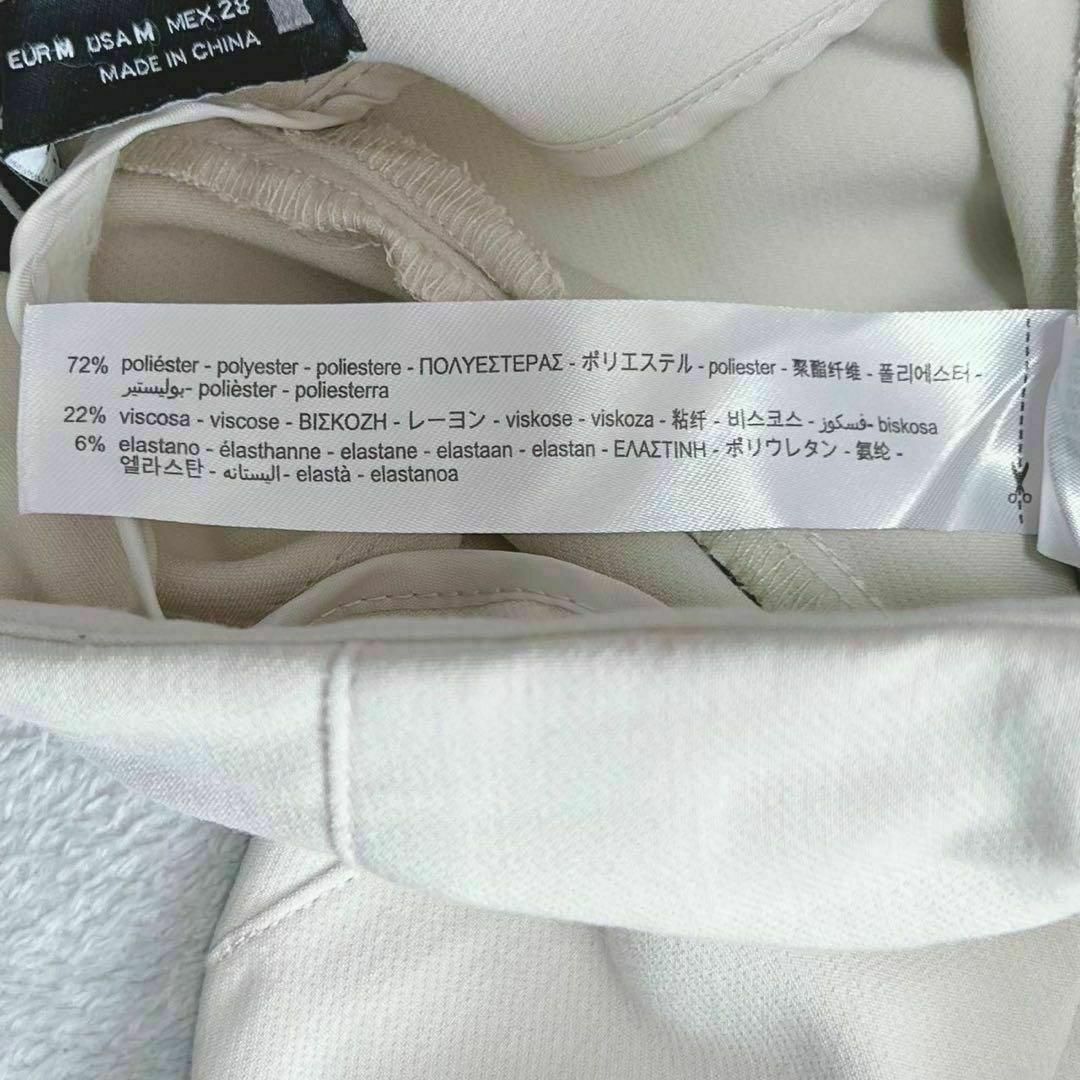 EUR M USA M MEX 28
MADE IN CHINA
72% poliéster - polyester - poliestere - ΠΟΛΥΕΣΤΕΡΑΣ - ポリエステル - poliester - 聚酯纤维 - 폴리에스터 -
بوليستير- polièster - poliesterra
22% viscosa - viscose - ΒΙΣΚΟΖΗ - レーヨン - viskose - viskoza - 粘纤 - 비스코스 - فسكوز- biskosa
6% elastano - élasthanne - elastane - elastaan - elastan - ΕΛΑΣΤΙΝΗ - ポリウレタン - 氨纶 -
엘라스탄 - اليستانه- elastà - elastanoa